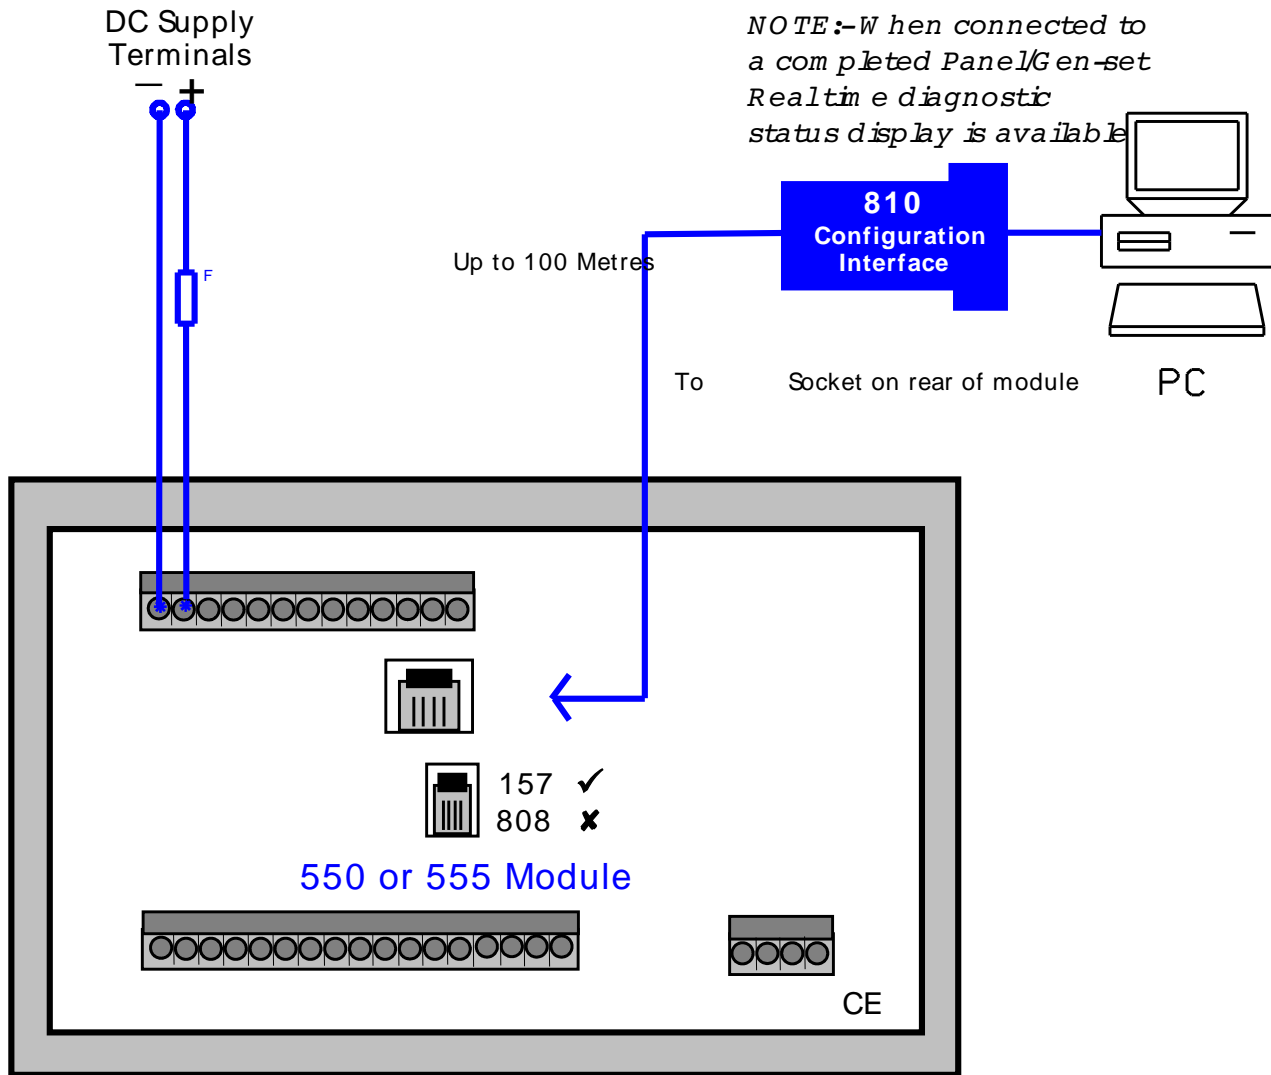 DC Supply
Terminals
− +
NOTE:-When connected to
a completed Panel/Gen-set
Realtime diagnostic
status display is available
810
Configuration
Interface
F
Up to 100 Metres
To Socket on rear of module
PC
157 ✓
808 ✘
550 or 555 Module
CE